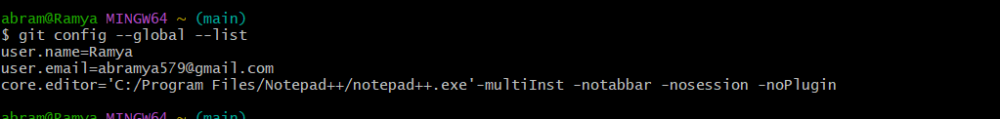 abram@Ramya MINGW64 ~ (main)
$ git config --global --list
user.name=Ramya
user.email=abramya579@gmail.com
core.editor='C:/Program Files/Notepad++/notepad++.exe'-multiInst -notabbar -nosession -noPlugin
abram@Ramya MINGW64 ~ (main)